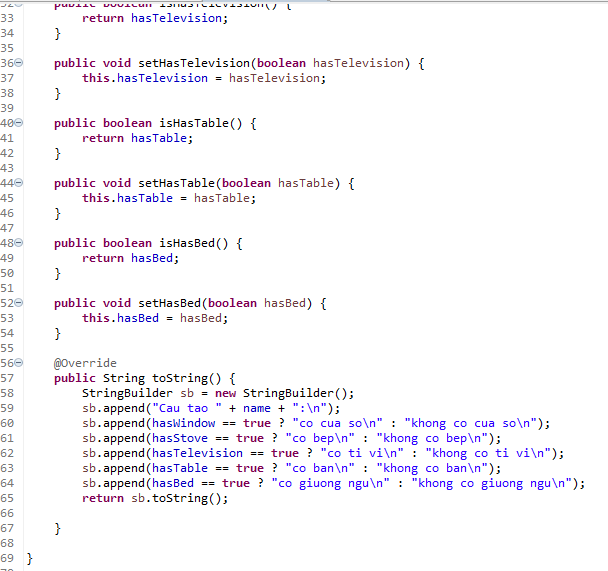 32 public boolean isHasTelevision() {
33 return hasTelevision;
34 }
35
36 public void setHasTelevision(boolean hasTelevision) {
37 this.hasTelevision = hasTelevision;
38 }
39
40 public boolean isHasTable() {
41 return hasTable;
42 }
43
44 public void setHasTable(boolean hasTable) {
45 this.hasTable = hasTable;
46 }
47
48 public boolean isHasBed() {
49 return hasBed;
50 }
51
52 public void setHasBed(boolean hasBed) {
53 this.hasBed = hasBed;
54 }
55
56 @Override
57 public String toString() {
58 StringBuilder sb = new StringBuilder();
59 sb.append("Cau tao " + name + ":\n");
60 sb.append(hasWindow == true ? "co cua so\n" : "khong co cua so\n");
61 sb.append(hasStove == true ? "co bep\n" : "khong co bep\n");
62 sb.append(hasTelevision == true ? "co ti vi\n" : "khong co ti vi\n");
63 sb.append(hasTable == true ? "co ban\n" : "khong co ban\n");
64 sb.append(hasBed == true ? "co giuong ngu\n" : "khong co giuong ngu\n");
65 return sb.toString();
66
67 }
68
69 }